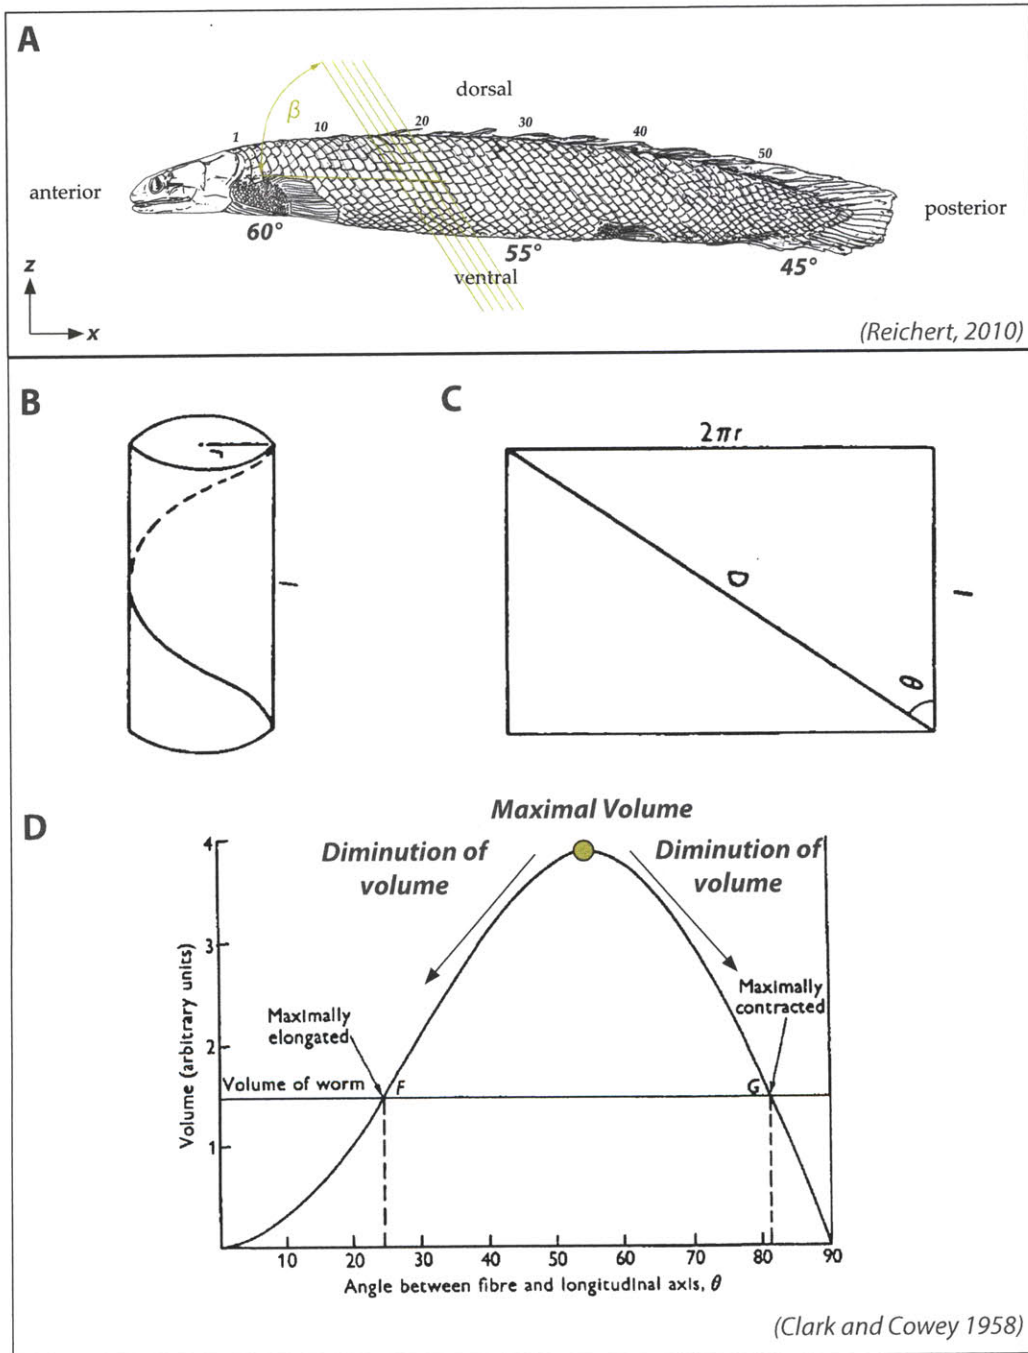 A
dorsal
β
1 10 20 30 40 50
anterior
posterior
60°
55°
45°
ventral
z
x
(Reichert, 2010)
B
C
r
l
2πr
D
l
θ
D
Maximal Volume
Diminution of
volume
Diminution of
volume
Volume (arbitrary units)
4
3
2
1
Maximally
elongated
Maximally
contracted
Volume of worm
F
G
10 20 30 40 50 60 70 80 90
Angle between fibre and longitudinal axis, θ
(Clark and Cowey 1958)